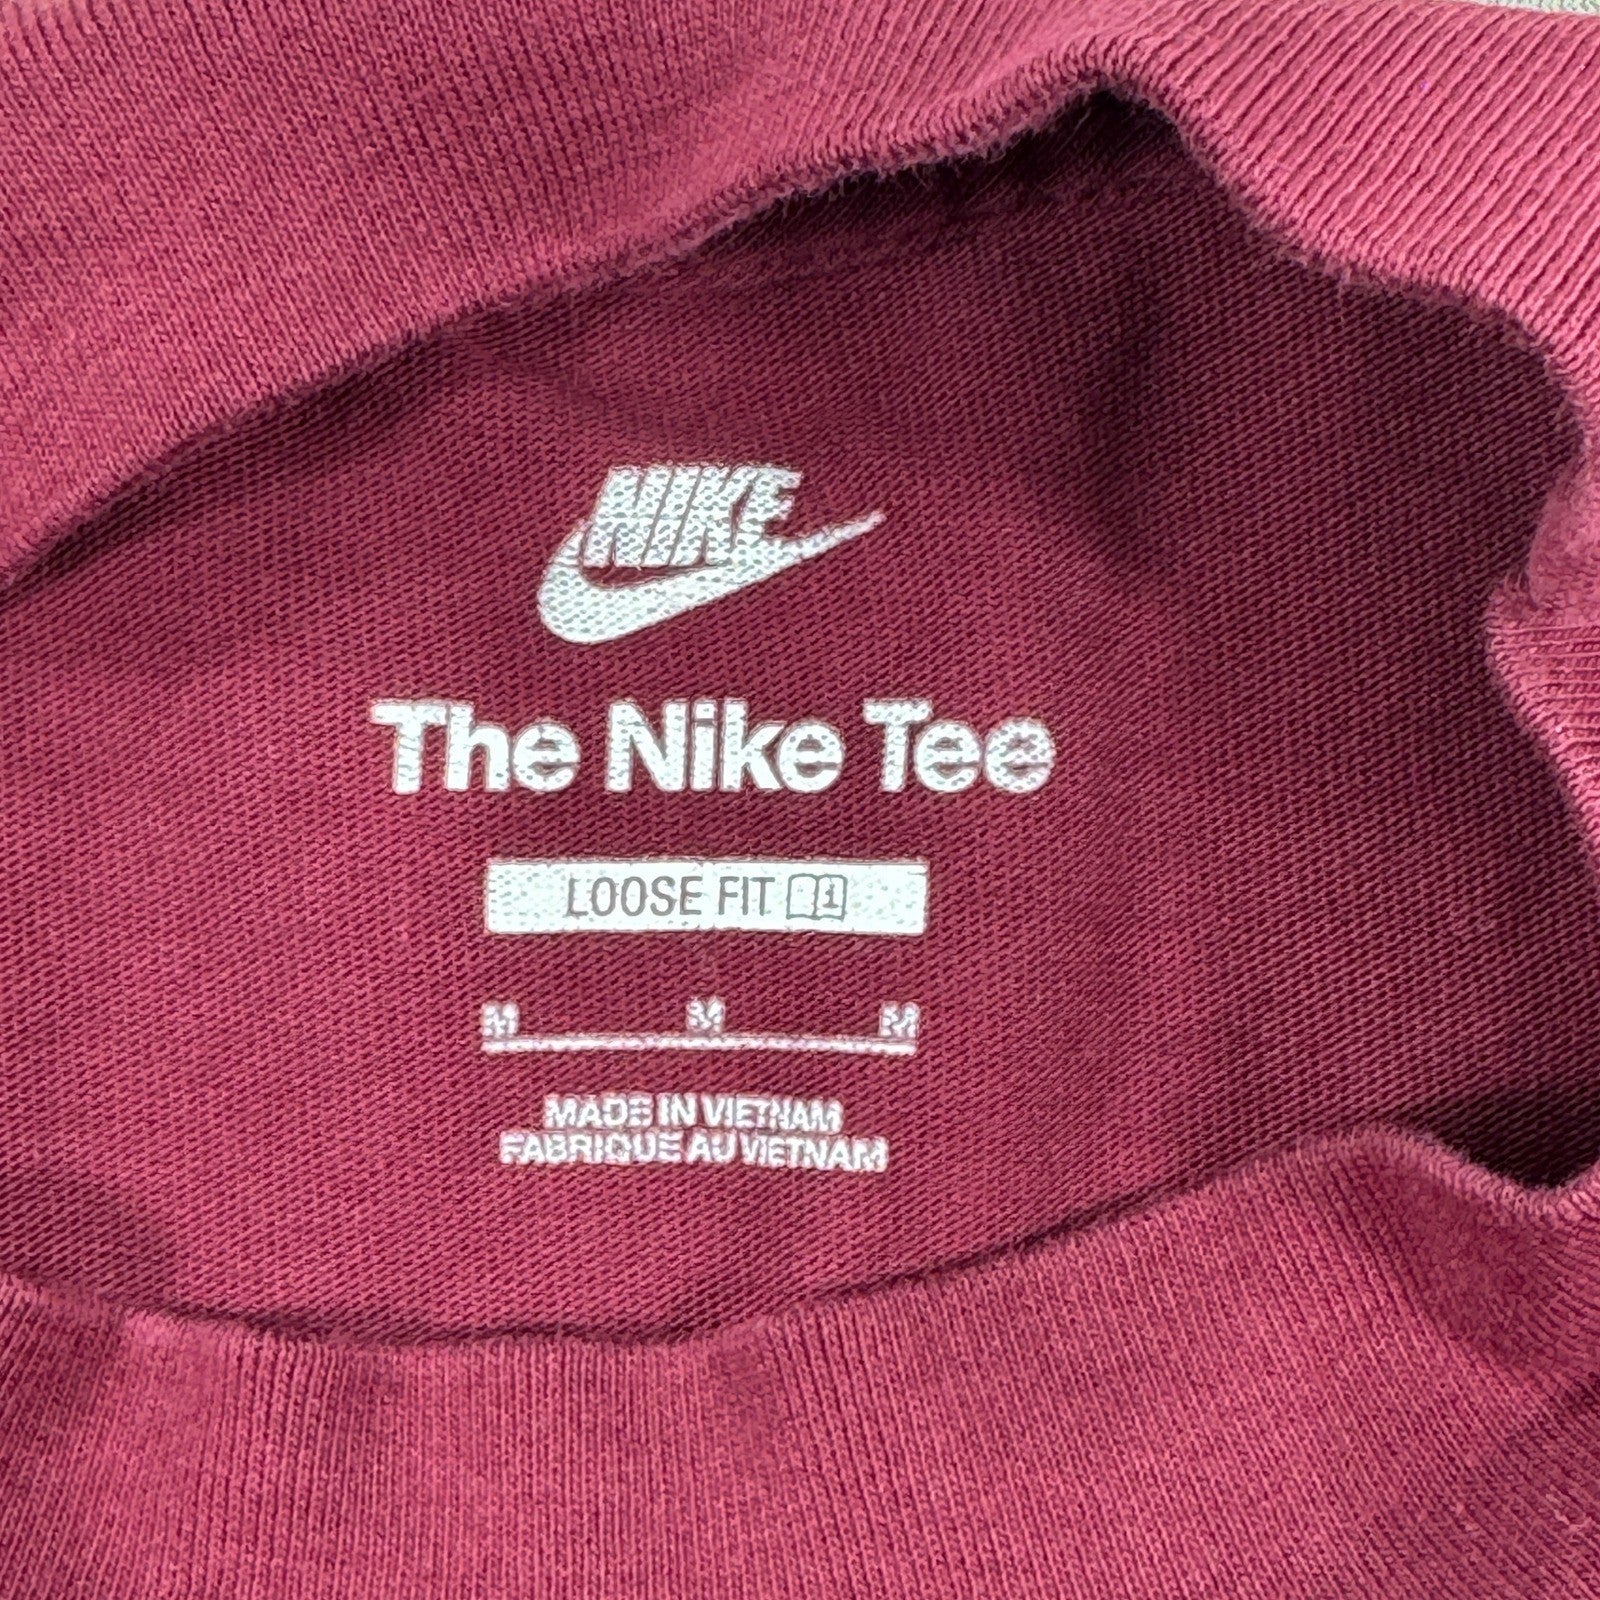 NIKE
The Nike Tee
LOOSE FIT
M M M
MADE IN VIETNAM
FABRIQUE AU VIETNAM